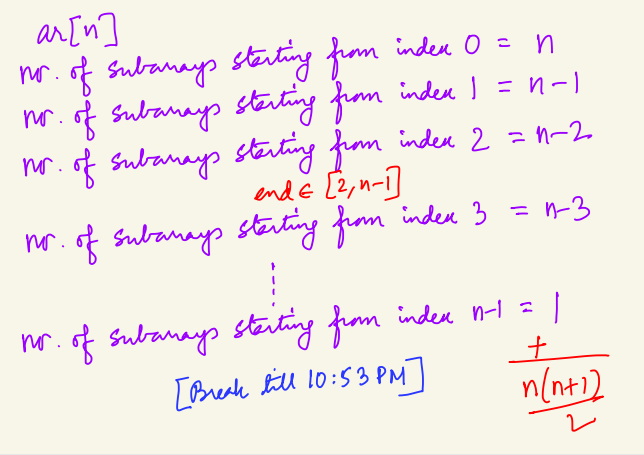 ar[n]
nr. of subarrays starting from index 0 = n
nr. of subarrays starting from index 1 = n-1
nr. of subarrays starting from index 2 = n-2
end ∈ [2, n-1]
nr. of subarrays starting from index 3 = n-3
nr. of subarrays starting from index n-1 = 1
+
n(n+1)
2
[Break till 10:53 PM]